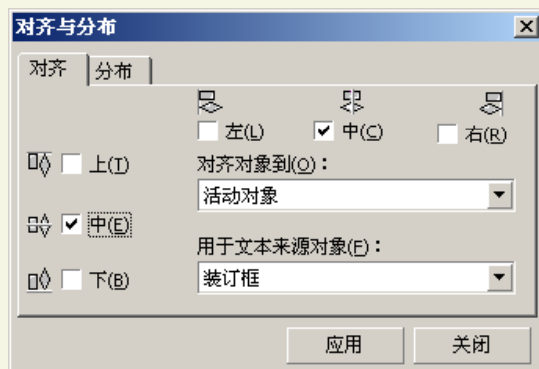 对齐与分布
对齐 分布
左(L) 中(C) 右(R)
上(T) 对齐对象到(O)：
活动对象
中(E)
用于文本来源对象(F)：
下(B) 装订框
应用 关闭